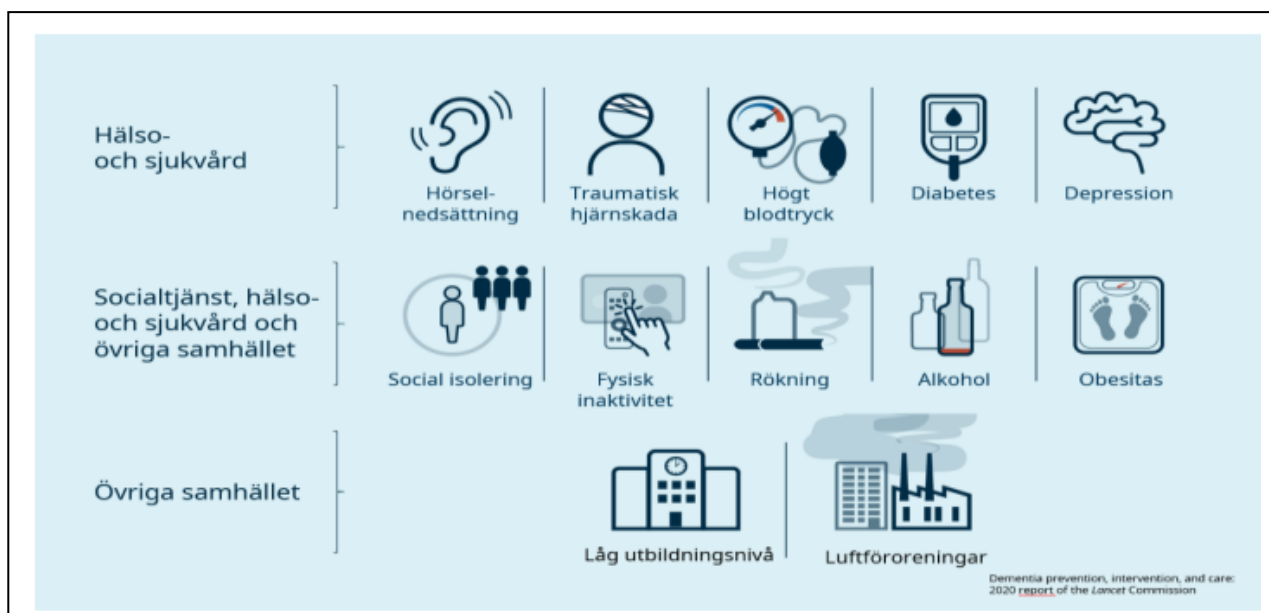 Hälso-
och sjukvård
Hörsel-
nedsättning
Traumatisk
hjärnskada
Högt
blodtryck
Diabetes
Depression
Socialtjänst, hälso-
och sjukvård och
övriga samhället
Social isolering
Fysisk
inaktivitet
Rökning
Alkohol
Obesitas
Övriga samhället
Låg utbildningsnivå
Luftföroreningar
Dementia prevention, intervention, and care:
2020 report of the Lancet Commission